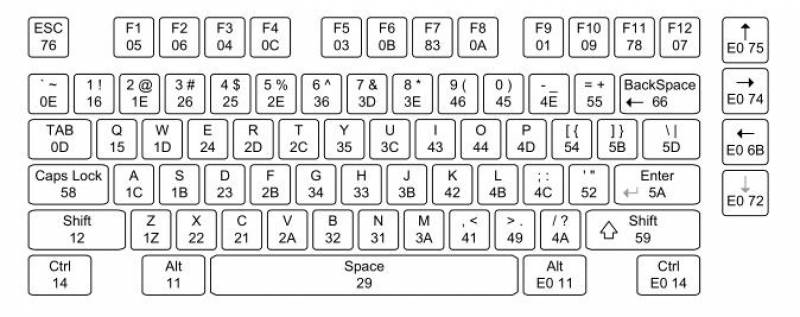 ESC F1 F2 F3 F4 F5 F6 F7 F8 F9 F10 F11 F12 ↑
76 05 06 04 0C 03 0B 83 0A 01 09 78 07 E0 75
` ~ 1 ! 2 @ 3 # 4 $ 5 % 6 ^ 7 & 8 * 9 ( 0 ) - _ = + BackSpace →
0E 16 1E 26 25 2E 36 3D 3E 46 45 4E 55 ← 66 E0 74
TAB Q W E R T Y U I O P [ { ] } \ | ←
0D 15 1D 24 2D 2C 35 3C 43 44 4D 54 5B 5D E0 6B
Caps Lock A S D F G H J K L ; : ' " Enter ↓
58 1C 1B 23 2B 34 33 3B 42 4B 4C 52 ↵ 5A E0 72
Shift Z X C V B N M , < > . / ? ⇧ Shift
12 1Z 22 21 2A 32 31 3A 41 49 4A 59
Ctrl Alt Space Alt Ctrl
14 11 29 E0 11 E0 14